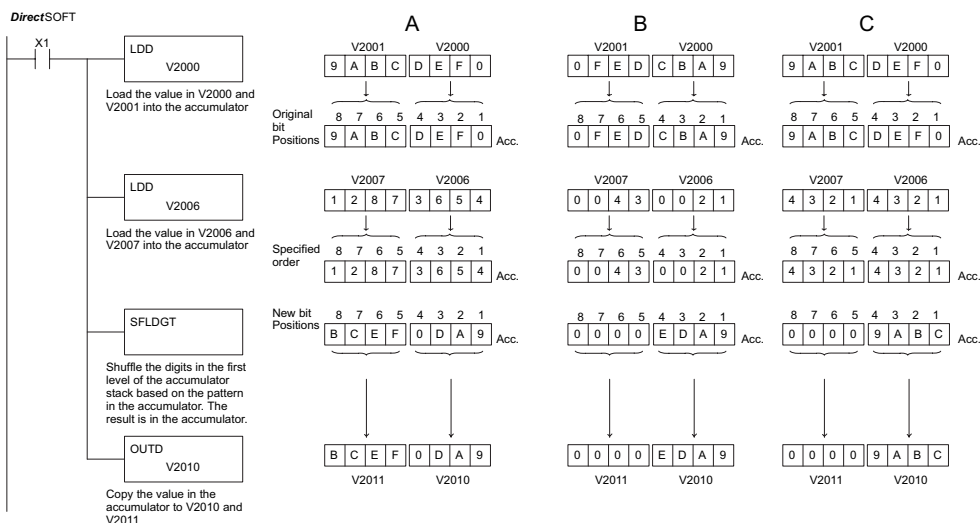 DirectSOFT
X1
LDD
V2000
Load the value in V2000 and
V2001 into the accumulator
LDD
V2006
Load the value in V2006 and
V2007 into the accumulator
SFLDGT
Shuffle the digits in the first
level of the accumulator
stack based on the pattern
in the accumulator. The
result is in the accumulator.
OUTD
V2010
Copy the value in the
accumulator to V2010 and
V2011
Original
bit
Positions
Specified
order
New bit
Positions
A
V2001 V2000
9 A B C D E F 0
8 7 6 5 4 3 2 1
9 A B C D E F 0 Acc.
V2007 V2006
1 2 8 7 3 6 5 4
8 7 6 5 4 3 2 1
1 2 8 7 3 6 5 4 Acc.
8 7 6 5 4 3 2 1
B C E F 0 D A 9 Acc.
B C E F 0 D A 9
V2011 V2010
B
V2001 V2000
0 F E D C B A 9
8 7 6 5 4 3 2 1
0 F E D C B A 9 Acc.
V2007 V2006
0 0 4 3 0 0 2 1
8 7 6 5 4 3 2 1
0 0 4 3 0 0 2 1 Acc.
8 7 6 5 4 3 2 1
0 0 0 0 E D A 9 Acc.
0 0 0 0 E D A 9
V2011 V2010
C
V2001 V2000
9 A B C D E F 0
8 7 6 5 4 3 2 1
9 A B C D E F 0 Acc.
V2007 V2006
4 3 2 1 4 3 2 1
8 7 6 5 4 3 2 1
4 3 2 1 4 3 2 1 Acc.
8 7 6 5 4 3 2 1
0 0 0 0 9 A B C Acc.
0 0 0 0 9 A B C
V2011 V2010